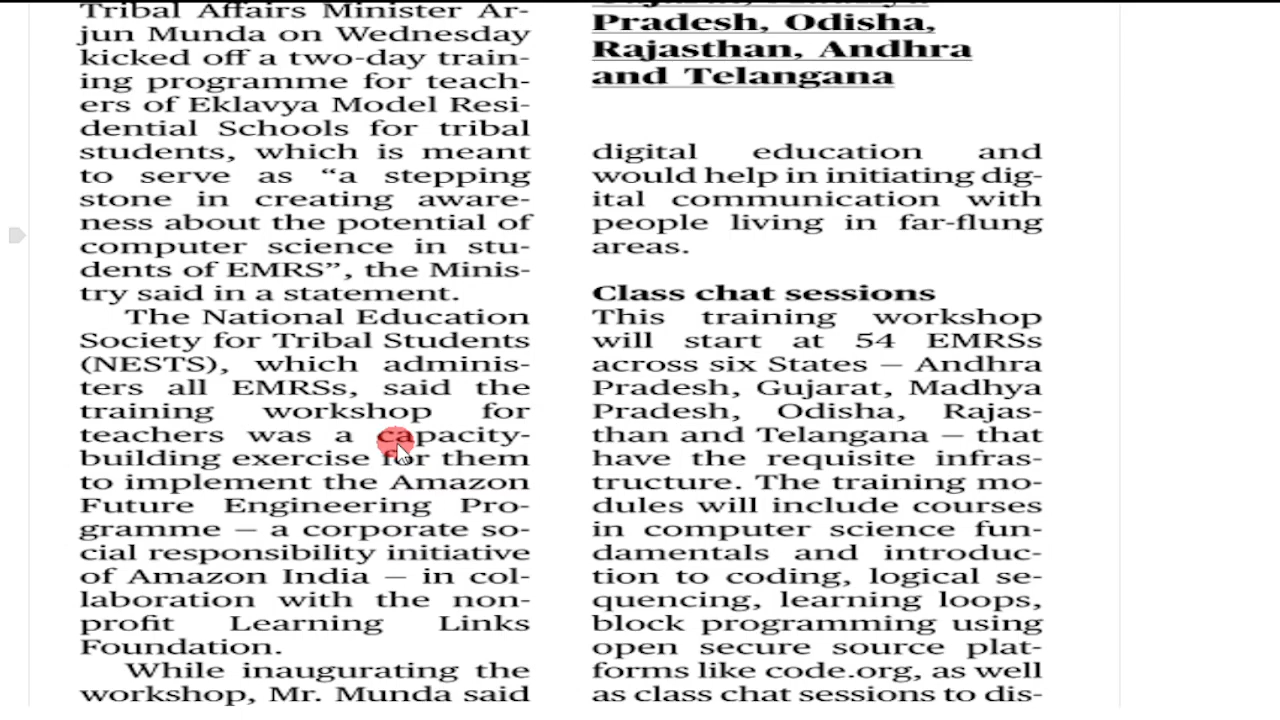 Tribal Affairs Minister Ar-
jun Munda on Wednesday
kicked off a two-day train-
ing programme for teach-
ers of Eklavya Model Resi-
dential Schools for tribal
students, which is meant
to serve as “a stepping
stone in creating aware-
ness about the potential of
computer science in stu-
dents of EMRS”, the Minis-
try said in a statement.
The National Education
Society for Tribal Students
(NESTS), which adminis-
ters all EMRSs, said the
training workshop for
teachers was a capacity-
building exercise for them
to implement the Amazon
Future Engineering Pro-
gramme — a corporate so-
cial responsibility initiative
of Amazon India — in col-
laboration with the non-
profit Learning Links
Foundation.
While inaugurating the
workshop, Mr. Munda said
Pradesh, Odisha,
Rajasthan, Andhra
and Telangana
digital education and
would help in initiating dig-
ital communication with
people living in far-flung
areas.
Class chat sessions
This training workshop
will start at 54 EMRSs
across six States — Andhra
Pradesh, Gujarat, Madhya
Pradesh, Odisha, Rajas-
than and Telangana — that
have the requisite infras-
tructure. The training mo-
dules will include courses
in computer science fun-
damentals and introduc-
tion to coding, logical se-
quencing, learning loops,
block programming using
open secure source plat-
forms like code.org, as well
as class chat sessions to dis-